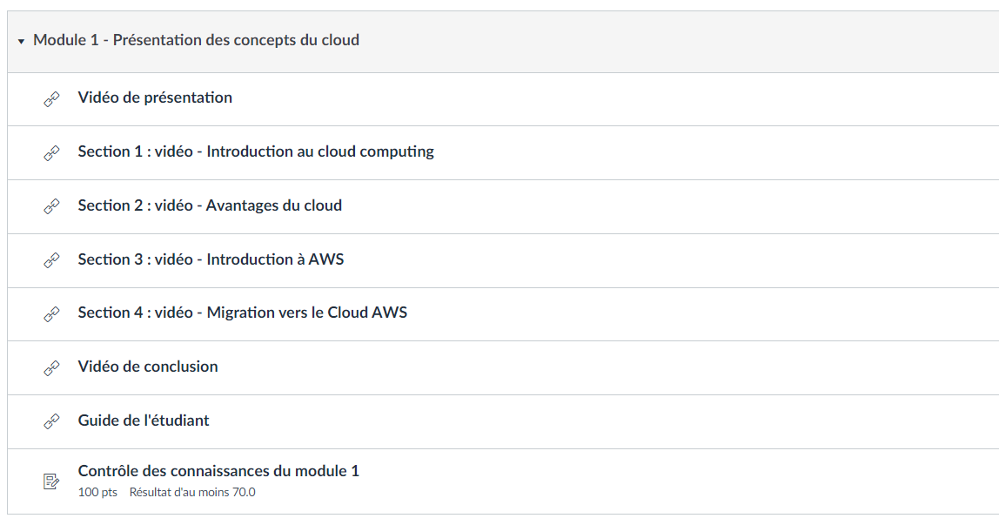 Module 1 - Présentation des concepts du cloud
Vidéo de présentation
Section 1 : vidéo - Introduction au cloud computing
Section 2 : vidéo - Avantages du cloud
Section 3 : vidéo - Introduction à AWS
Section 4 : vidéo - Migration vers le Cloud AWS
Vidéo de conclusion
Guide de l'étudiant
Contrôle des connaissances du module 1
100 pts Résultat d'au moins 70.0